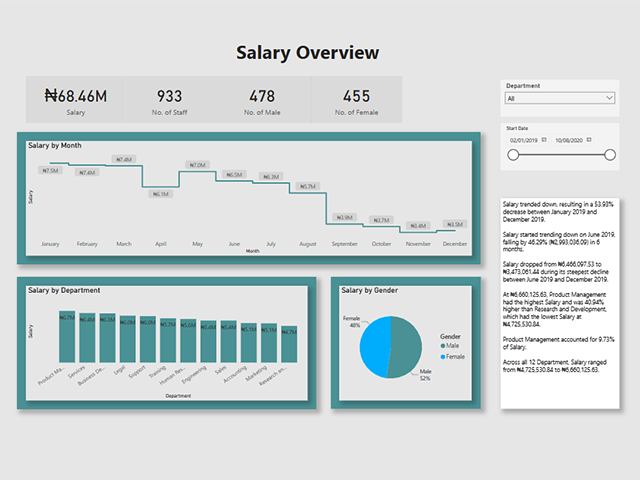 Salary Overview
₦68.46M
Salary
933
No. of Staff
478
No. of Male
455
No. of Female
Department
All
Start Date
02/01/2019
10/08/2020
Salary by Month
Salary
₦7.5M
₦7.4M
₦7.4M
₦6.1M
₦7.0M
₦6.5M
₦6.3M
₦5.7M
₦3.9M
₦3.7M
₦3.4M
₦3.5M
January February March April May June July August September October November December
Month
Salary by Department
Salary
₦6.7M
₦6.4M
₦6.0M
₦6.0M
₦5.7M
₦5.4M
₦5.4M
₦5.1M
₦5.1M
₦4.7M
Product Ma...
Services
Business De...
Legal
Support
Training
Human Res...
Engineering
Sales
Accounting
Marketing
Research an...
Department
Salary by Gender
Female
48%
Male
52%
Gender
Male
Female
Salary trended down, resulting in a 53.93%
decrease between January 2019 and
December 2019.
Salary started trending down on June 2019,
falling by 46.29% (₦2,993,036.09) in 6
months.
Salary dropped from ₦6,466,097.53 to
₦3,473,061.44 during its steepest decline
between June 2019 and December 2019.
At ₦6,660,125.63, Product Management
had the highest Salary and was 40.94%
higher than Research and Development,
which had the lowest Salary at
₦4,725,530.84.
Product Management accounted for 9.73%
of Salary.
Across all 12 Department, Salary ranged
from ₦4,725,530.84 to ₦6,660,125.63.